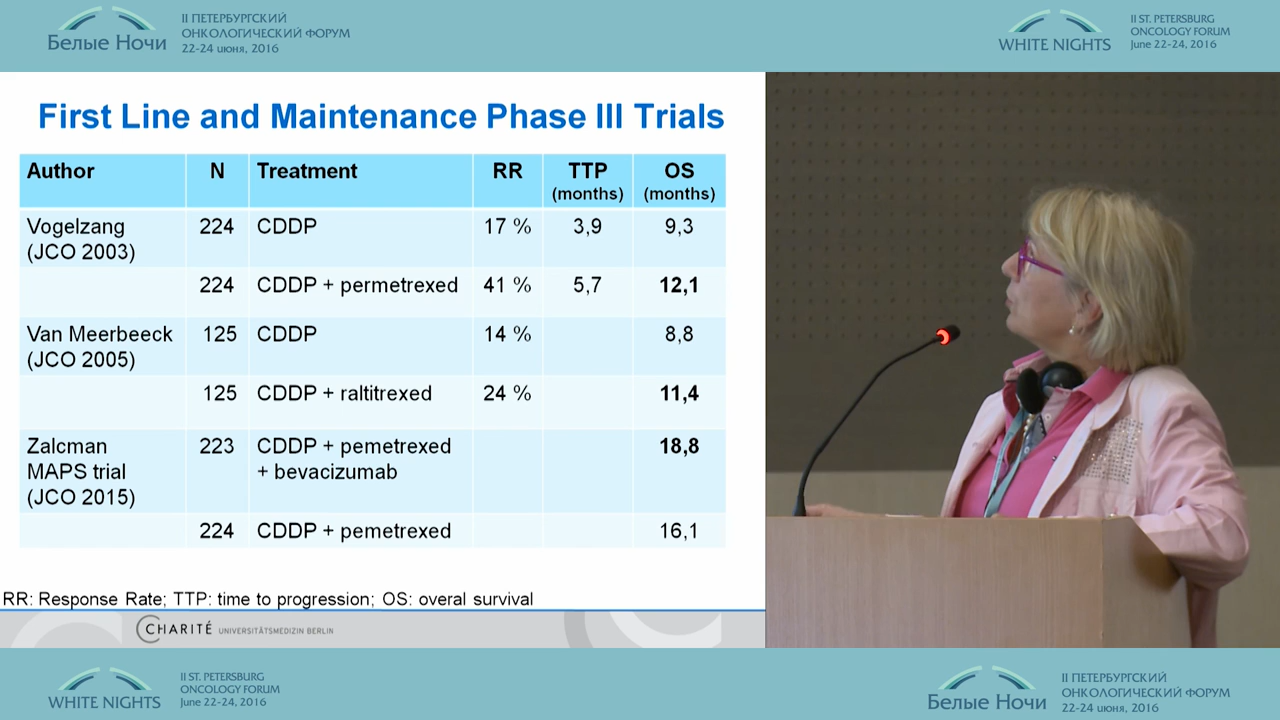 II ПЕТЕРБУРГСКИЙ
ОНКОЛОГИЧЕСКИЙ ФОРУМ
Белые Ночи
22-24 июня, 2016
II ST. PETERSBURG
ONCOLOGY FORUM
WHITE NIGHTS
June 22-24, 2016
First Line and Maintenance Phase III Trials
Author N Treatment RR TTP (months) OS (months)
Vogelzang (JCO 2003) 224 CDDP 17 % 3,9 9,3
224 CDDP + permetrexed 41 % 5,7 12,1
Van Meerbeeck (JCO 2005) 125 CDDP 14 % 8,8
125 CDDP + raltitrexed 24 % 11,4
Zalcman MAPS trial (JCO 2015) 223 CDDP + pemetrexed + bevacizumab 18,8
224 CDDP + pemetrexed 16,1
RR: Response Rate; TTP: time to progression; OS: overal survival
CHARITÉ UNIVERSITÄTSMEDIZIN BERLIN
II ST. PETERSBURG
ONCOLOGY FORUM
WHITE NIGHTS
June 22-24, 2016
II ПЕТЕРБУРГСКИЙ
ОНКОЛОГИЧЕСКИЙ ФОРУМ
Белые Ночи
22-24 июня, 2016